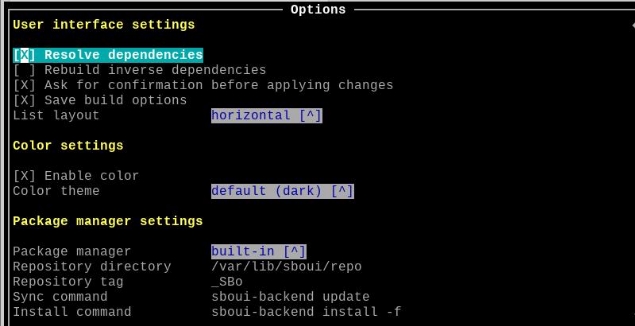 Options
User interface settings
[X] Resolve dependencies
[ ] Rebuild inverse dependencies
[X] Ask for confirmation before applying changes
[X] Save build options
List layout horizontal [^]
Color settings
[X] Enable color
Color theme default (dark) [^]
Package manager settings
Package manager built-in [^]
Repository directory /var/lib/sboui/repo
Repository tag _SBo
Sync command sboui-backend update
Install command sboui-backend install -f